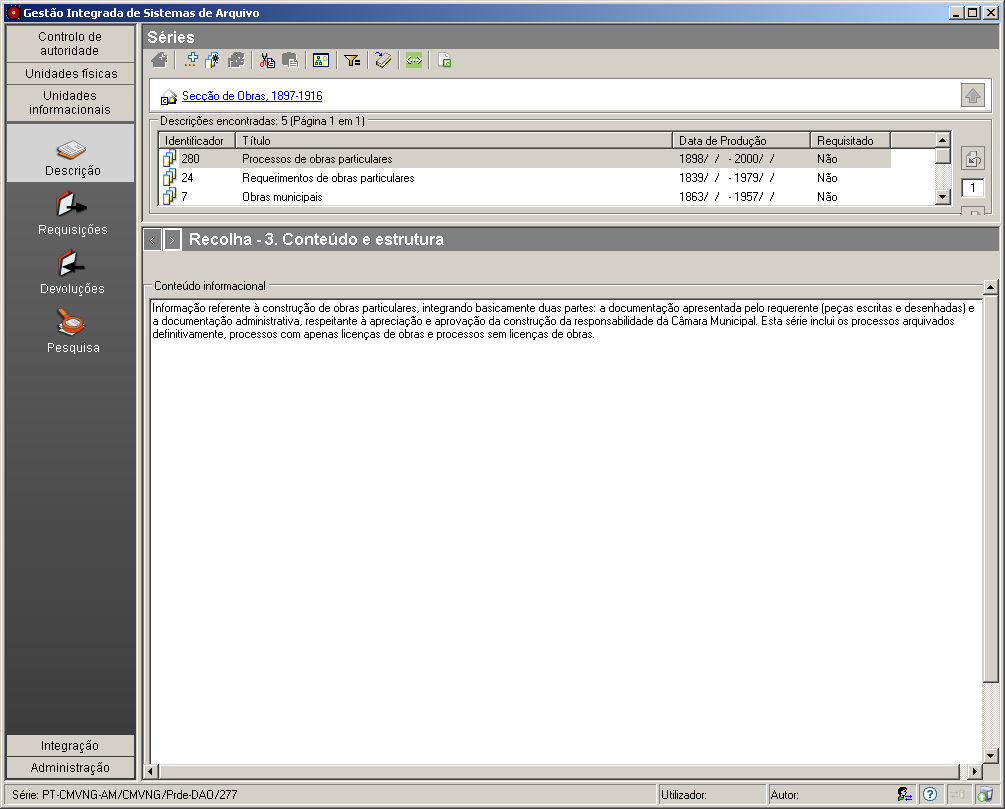 Gestão Integrada de Sistemas de Arquivo
Controlo de
autoridade
Unidades físicas
Unidades
informacionais
Descrição
Requisições
Devoluções
Pesquisa
Integração
Administração
Séries
Secção de Obras, 1897-1916
Descrições encontradas: 5 (Página 1 em 1)
Identificador Título Data de Produção Requisitado
280 Processos de obras particulares 1898/ / - 2000/ / Não
24 Requerimentos de obras particulares 1839/ / - 1979/ / Não
7 Obras municipais 1863/ / - 1957/ / Não
1
< > Recolha - 3. Conteúdo e estrutura
Conteúdo informacional
Informação referente à construção de obras particulares, integrando basicamente duas partes: a documentação apresentada pelo requerente (peças escritas e desenhadas) e
a documentação administrativa, respeitante à apreciação e aprovação da construção da responsabilidade da Câmara Municipal. Esta série inclui os processos arquivados
definitivamente, processos com apenas licenças de obras e processos sem licenças de obras.
Série: PT-CMVNG-AM/CMVNG/Prde-DAO/277 Utilizador: Autor: